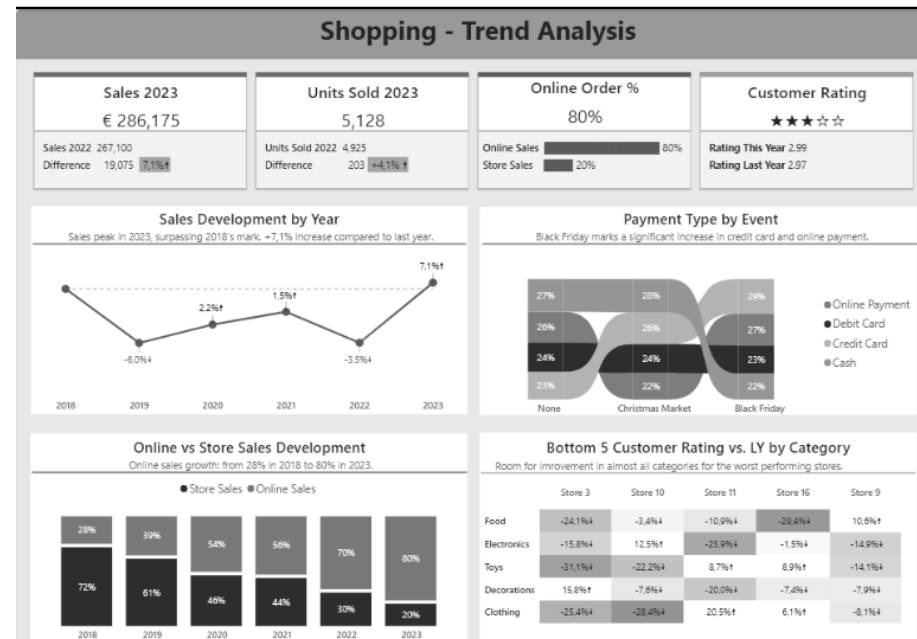 Shopping - Trend Analysis
Sales 2023
€ 286,175
Sales 2022 267,100
Difference 19,075 7,1%↑
Units Sold 2023
5,128
Units Sold 2022 4,925
Difference 203 +4,1% ↑
Online Order %
80%
Online Sales 80%
Store Sales 20%
Customer Rating
★★★☆☆
Rating This Year 2.99
Rating Last Year 2.97
Sales Development by Year
Sales peak in 2023, surpassing 2018's mark. +7,1% increase compared to last year.
7,1%↑
2,2%↑ 1,5%↑
-6,0%↓ -3,5%↓
2018 2019 2020 2021 2022 2023
Payment Type by Event
Black Friday marks a significant increase in credit card and online payment.
27% 28% 29%
26% 26% 27%
24% 24% 23%
23% 22% 22%
None Christmas Market Black Friday
Online Payment
Debit Card
Credit Card
Cash
Online vs Store Sales Development
Online sales growth: from 28% in 2018 to 80% in 2023.
Store Sales Online Sales
28% 39% 54% 56% 70% 80%
72% 61% 46% 44% 30% 20%
2018 2019 2020 2021 2022 2023
Bottom 5 Customer Rating vs. LY by Category
Room for imrovement in almost all categories for the worst performing stores.
Store 3 Store 10 Store 11 Store 16 Store 9
Food -24,1%↓ -3,4%↓ -10,9%↓ -29,4%↓ 10,6%↑
Electronics -15,8%↓ 12,5%↑ -25,9%↓ -1,5%↓ -14,9%↓
Toys -31,1%↓ -22,2%↓ 8,7%↑ 8,9%↑ -14,1%↓
Decorations 15,8%↑ -7,6%↓ -20,0%↓ -7,4%↓ -7,9%↓
Clothing -25,4%↓ -28,4%↓ 20,5%↑ 6,1%↑ -8,1%↓